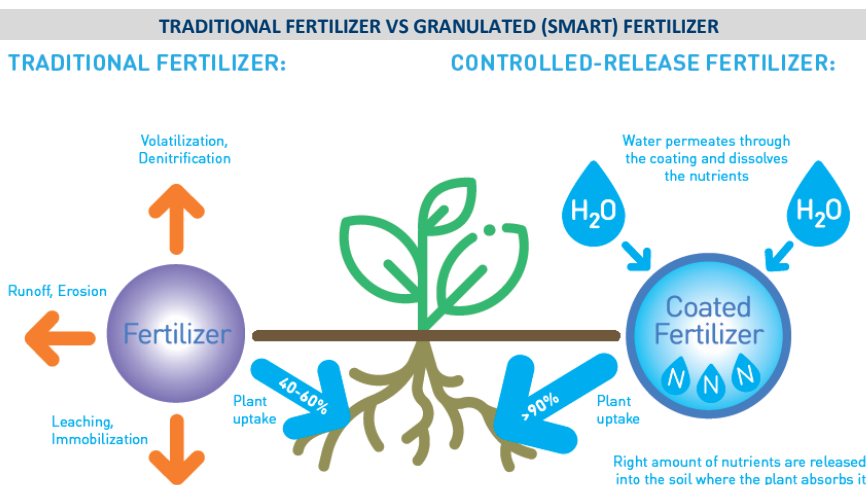 TRADITIONAL FERTILIZER VS GRANULATED (SMART) FERTILIZER
TRADITIONAL FERTILIZER:
CONTROLLED-RELEASE FERTILIZER:
Volatilization,
Denitrification
Water permeates through
the coating and dissolves
the nutrients
H₂O
H₂O
Runoff, Erosion
Fertilizer
Coated
Fertilizer
N N N
40-60%
Plant
uptake
>90%
Plant
uptake
Leaching,
Immobilization
Right amount of nutrients are released
into the soil where the plant absorbs it